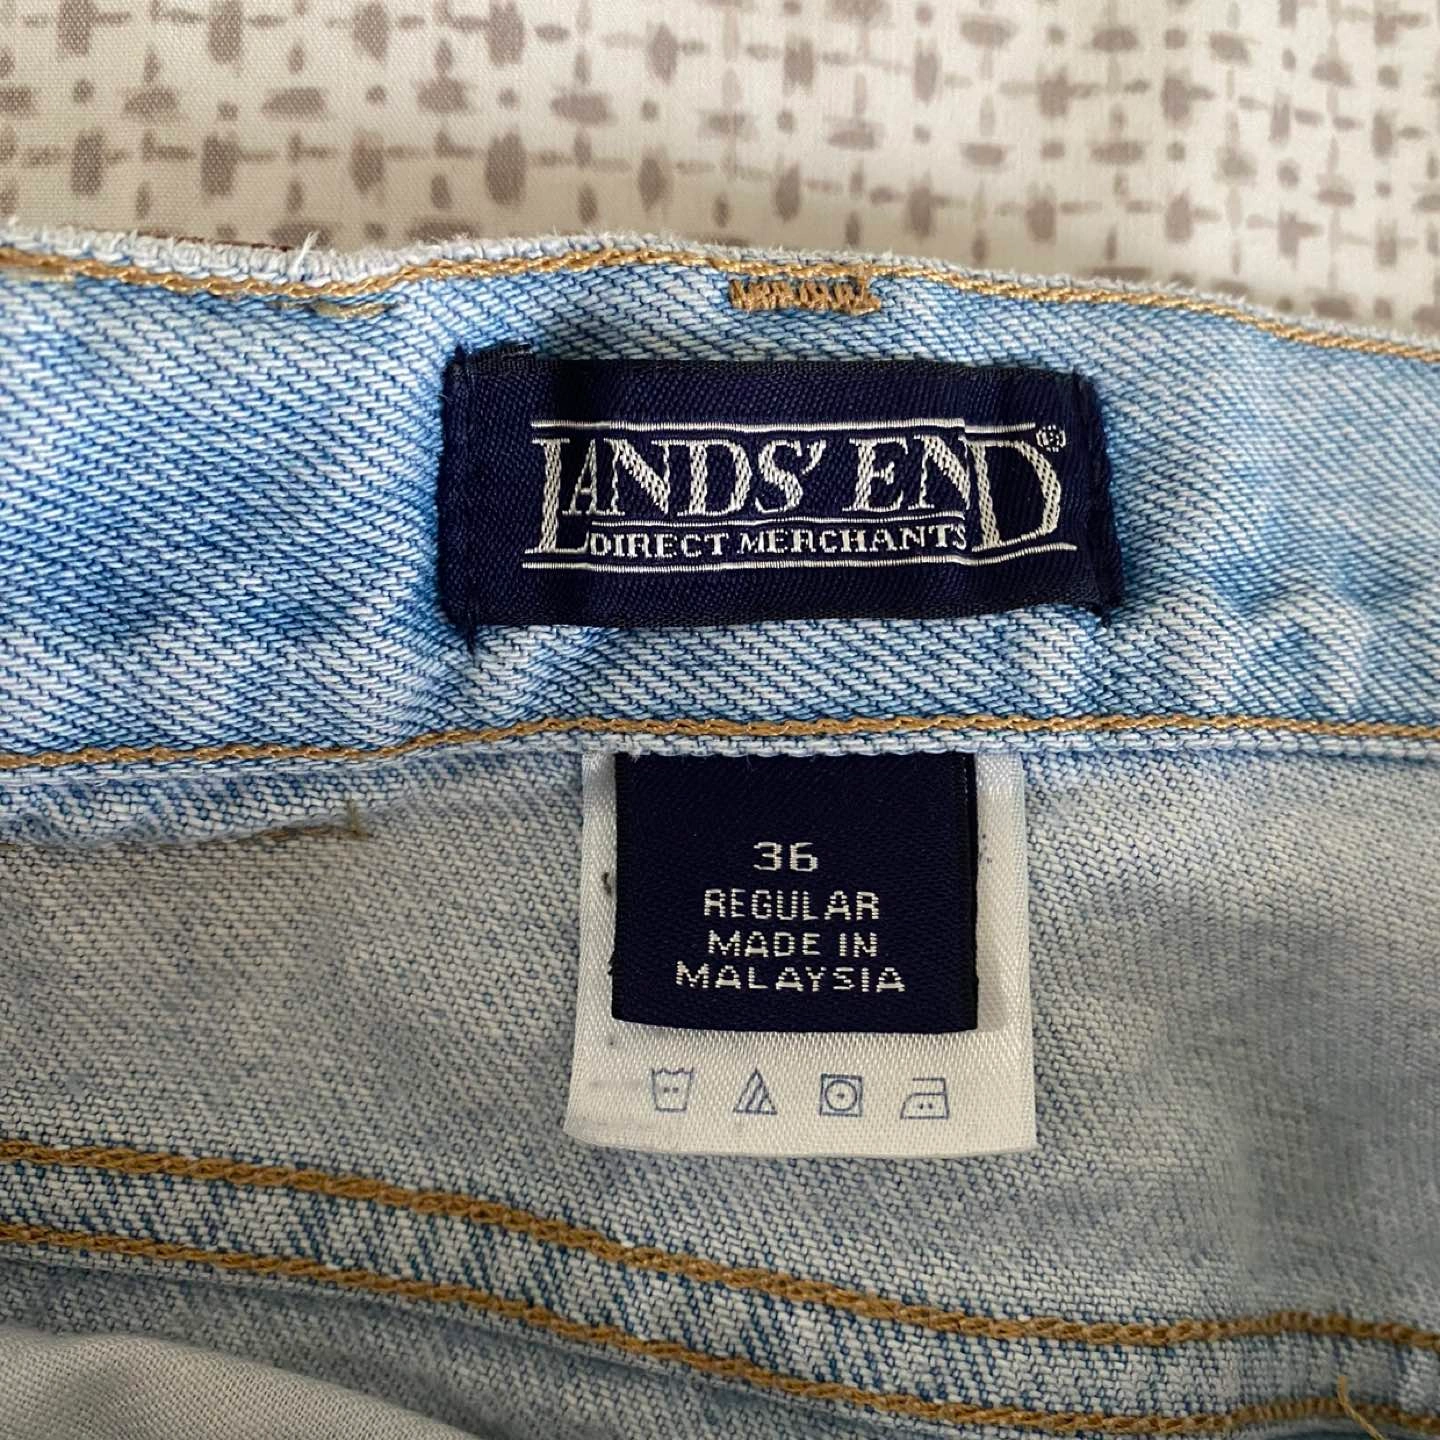 LANDS' END®
DIRECT MERCHANTS
36
REGULAR
MADE IN
MALAYSIA